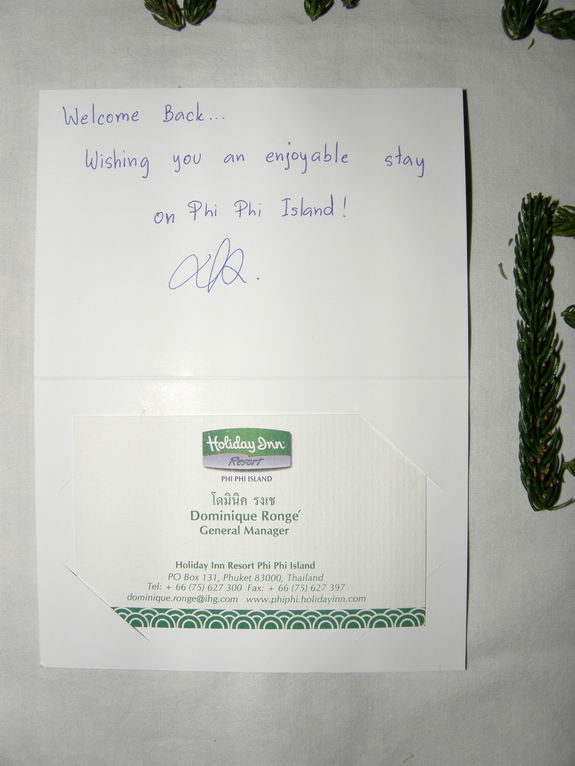 Welcome Back...
Wishing you an enjoyable stay
on Phi Phi Island!
Holiday Inn
Resort
PHI PHI ISLAND
โดมินิค รงเช
Dominique Rongé
General Manager
Holiday Inn Resort Phi Phi Island
PO Box 131, Phuket 83000, Thailand
Tel: + 66 (75) 627 300 Fax: + 66 (75) 627 397
dominique.ronge@ihg.com www.phiphi.holidayinn.com